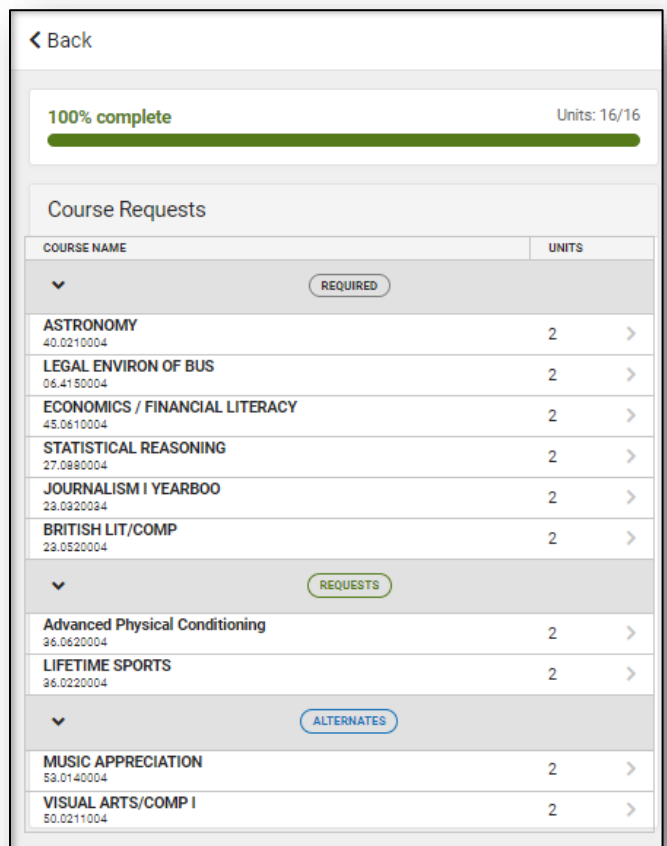 Back
100% complete
Units: 16/16
Course Requests
COURSE NAME UNITS
REQUIRED
ASTRONOMY
40.0210004
2
LEGAL ENVIRON OF BUS
06.4150004
2
ECONOMICS / FINANCIAL LITERACY
45.0610004
2
STATISTICAL REASONING
27.0880004
2
JOURNALISM I YEARBOO
23.0320034
2
BRITISH LIT/COMP
23.0520004
2
REQUESTS
Advanced Physical Conditioning
36.0620004
2
LIFETIME SPORTS
36.0220004
2
ALTERNATES
MUSIC APPRECIATION
53.0140004
2
VISUAL ARTS/COMP I
50.0211004
2